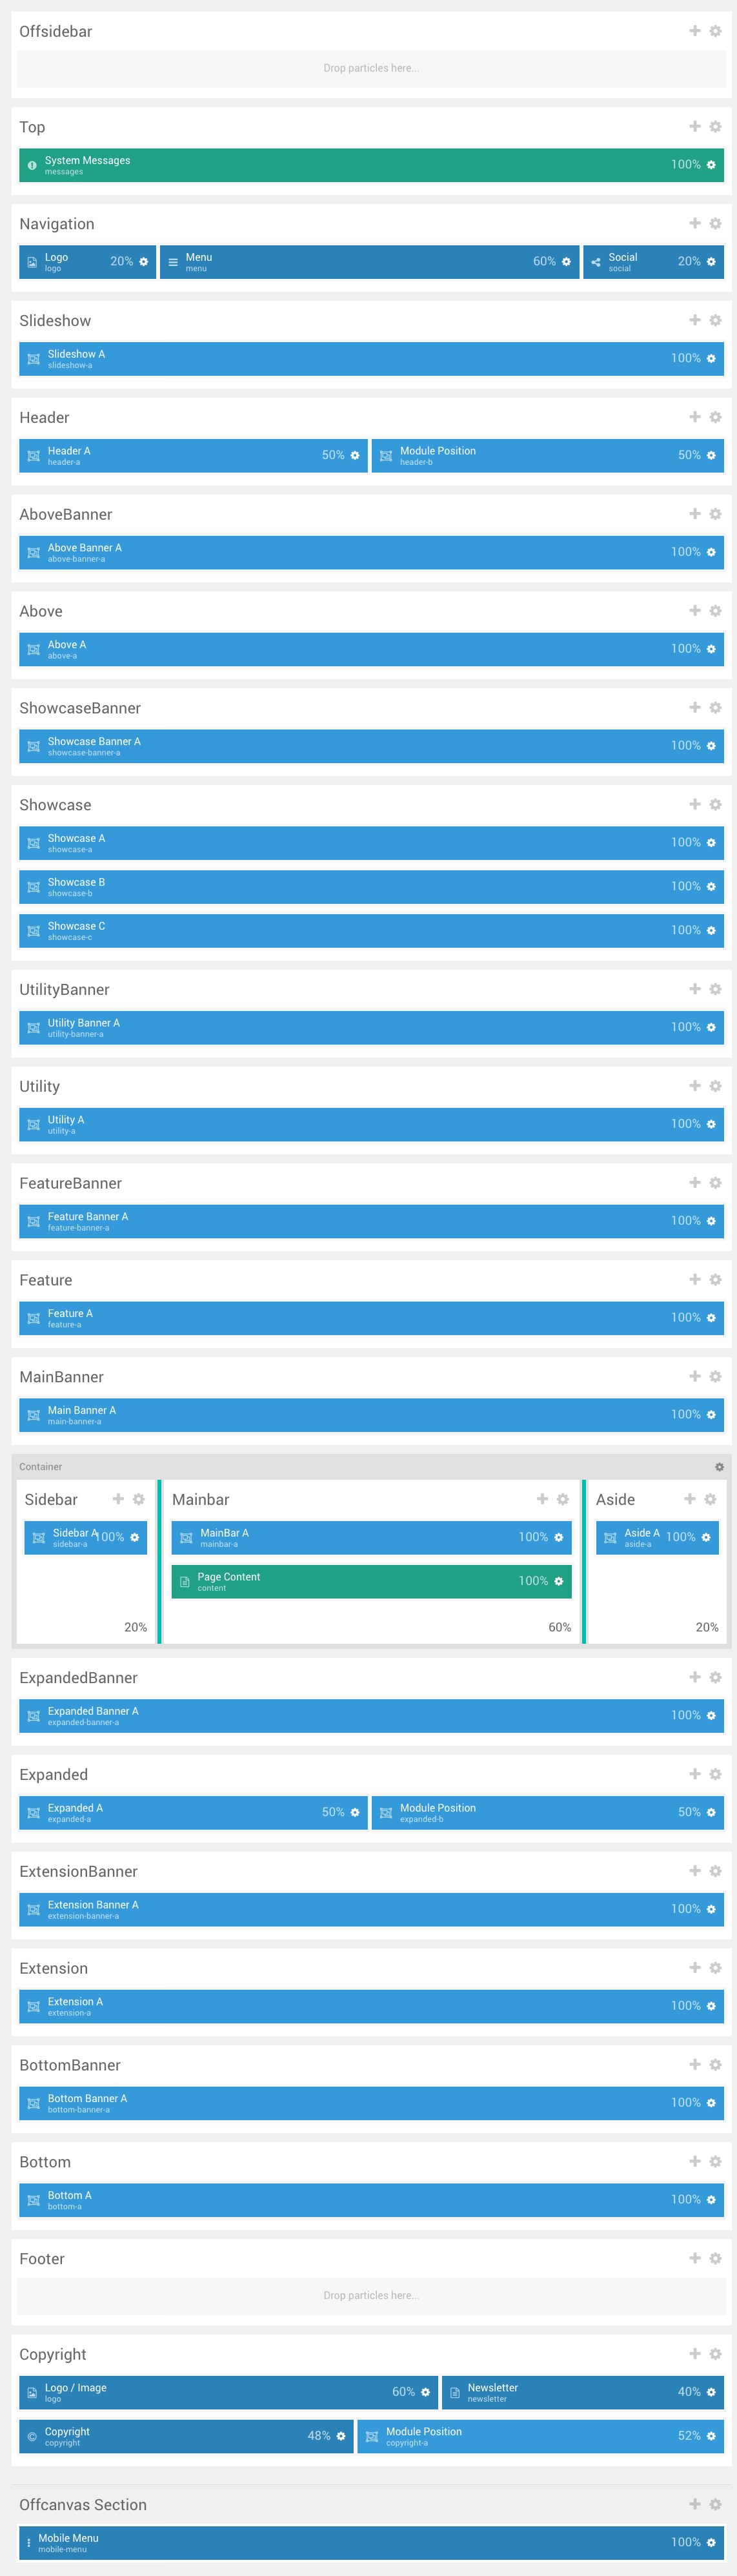 Offsidebar
Drop particles here...
Top
System Messages
messages
100%
Navigation
Logo
logo
20%
Menu
menu
60%
Social
social
20%
Slideshow
Slideshow A
slideshow-a
100%
Header
Header A
header-a
50%
Module Position
header-b
50%
AboveBanner
Above Banner A
above-banner-a
100%
Above
Above A
above-a
100%
ShowcaseBanner
Showcase Banner A
showcase-banner-a
100%
Showcase
Showcase A
showcase-a
100%
Showcase B
showcase-b
100%
Showcase C
showcase-c
100%
UtilityBanner
Utility Banner A
utility-banner-a
100%
Utility
Utility A
utility-a
100%
FeatureBanner
Feature Banner A
feature-banner-a
100%
Feature
Feature A
feature-a
100%
MainBanner
Main Banner A
main-banner-a
100%
Container
Sidebar
Sidebar A
sidebar-a
100%
20%
Mainbar
MainBar A
mainbar-a
100%
Page Content
content
100%
60%
Aside
Aside A
aside-a
100%
20%
ExpandedBanner
Expanded Banner A
expanded-banner-a
100%
Expanded
Expanded A
expanded-a
50%
Module Position
expanded-b
50%
ExtensionBanner
Extension Banner A
extension-banner-a
100%
Extension
Extension A
extension-a
100%
BottomBanner
Bottom Banner A
bottom-banner-a
100%
Bottom
Bottom A
bottom-a
100%
Footer
Drop particles here...
Copyright
Logo / Image
logo
60%
Newsletter
newsletter
40%
Copyright
copyright
48%
Module Position
copyright-a
52%
Offcanvas Section
Mobile Menu
mobile-menu
100%